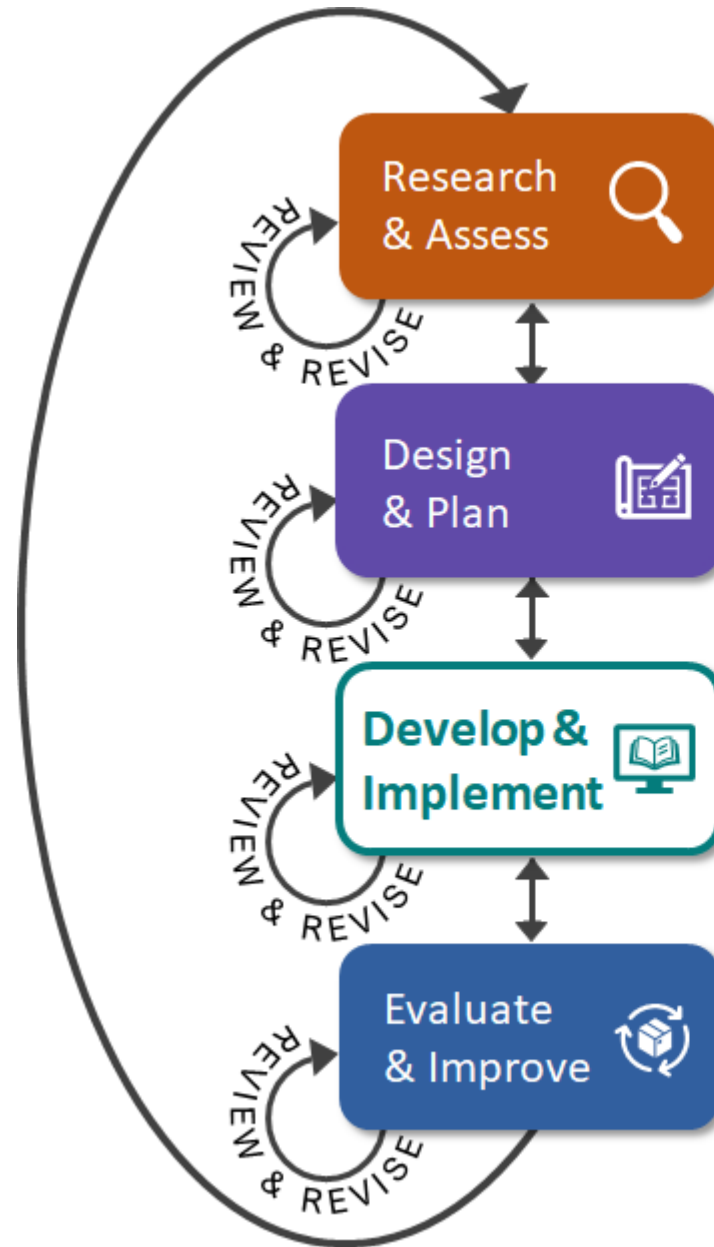 Research
& Assess
REVIEW & REVISE
Design
& Plan
REVIEW & REVISE
Develop &
Implement
REVIEW & REVISE
Evaluate
& Improve
REVIEW & REVISE